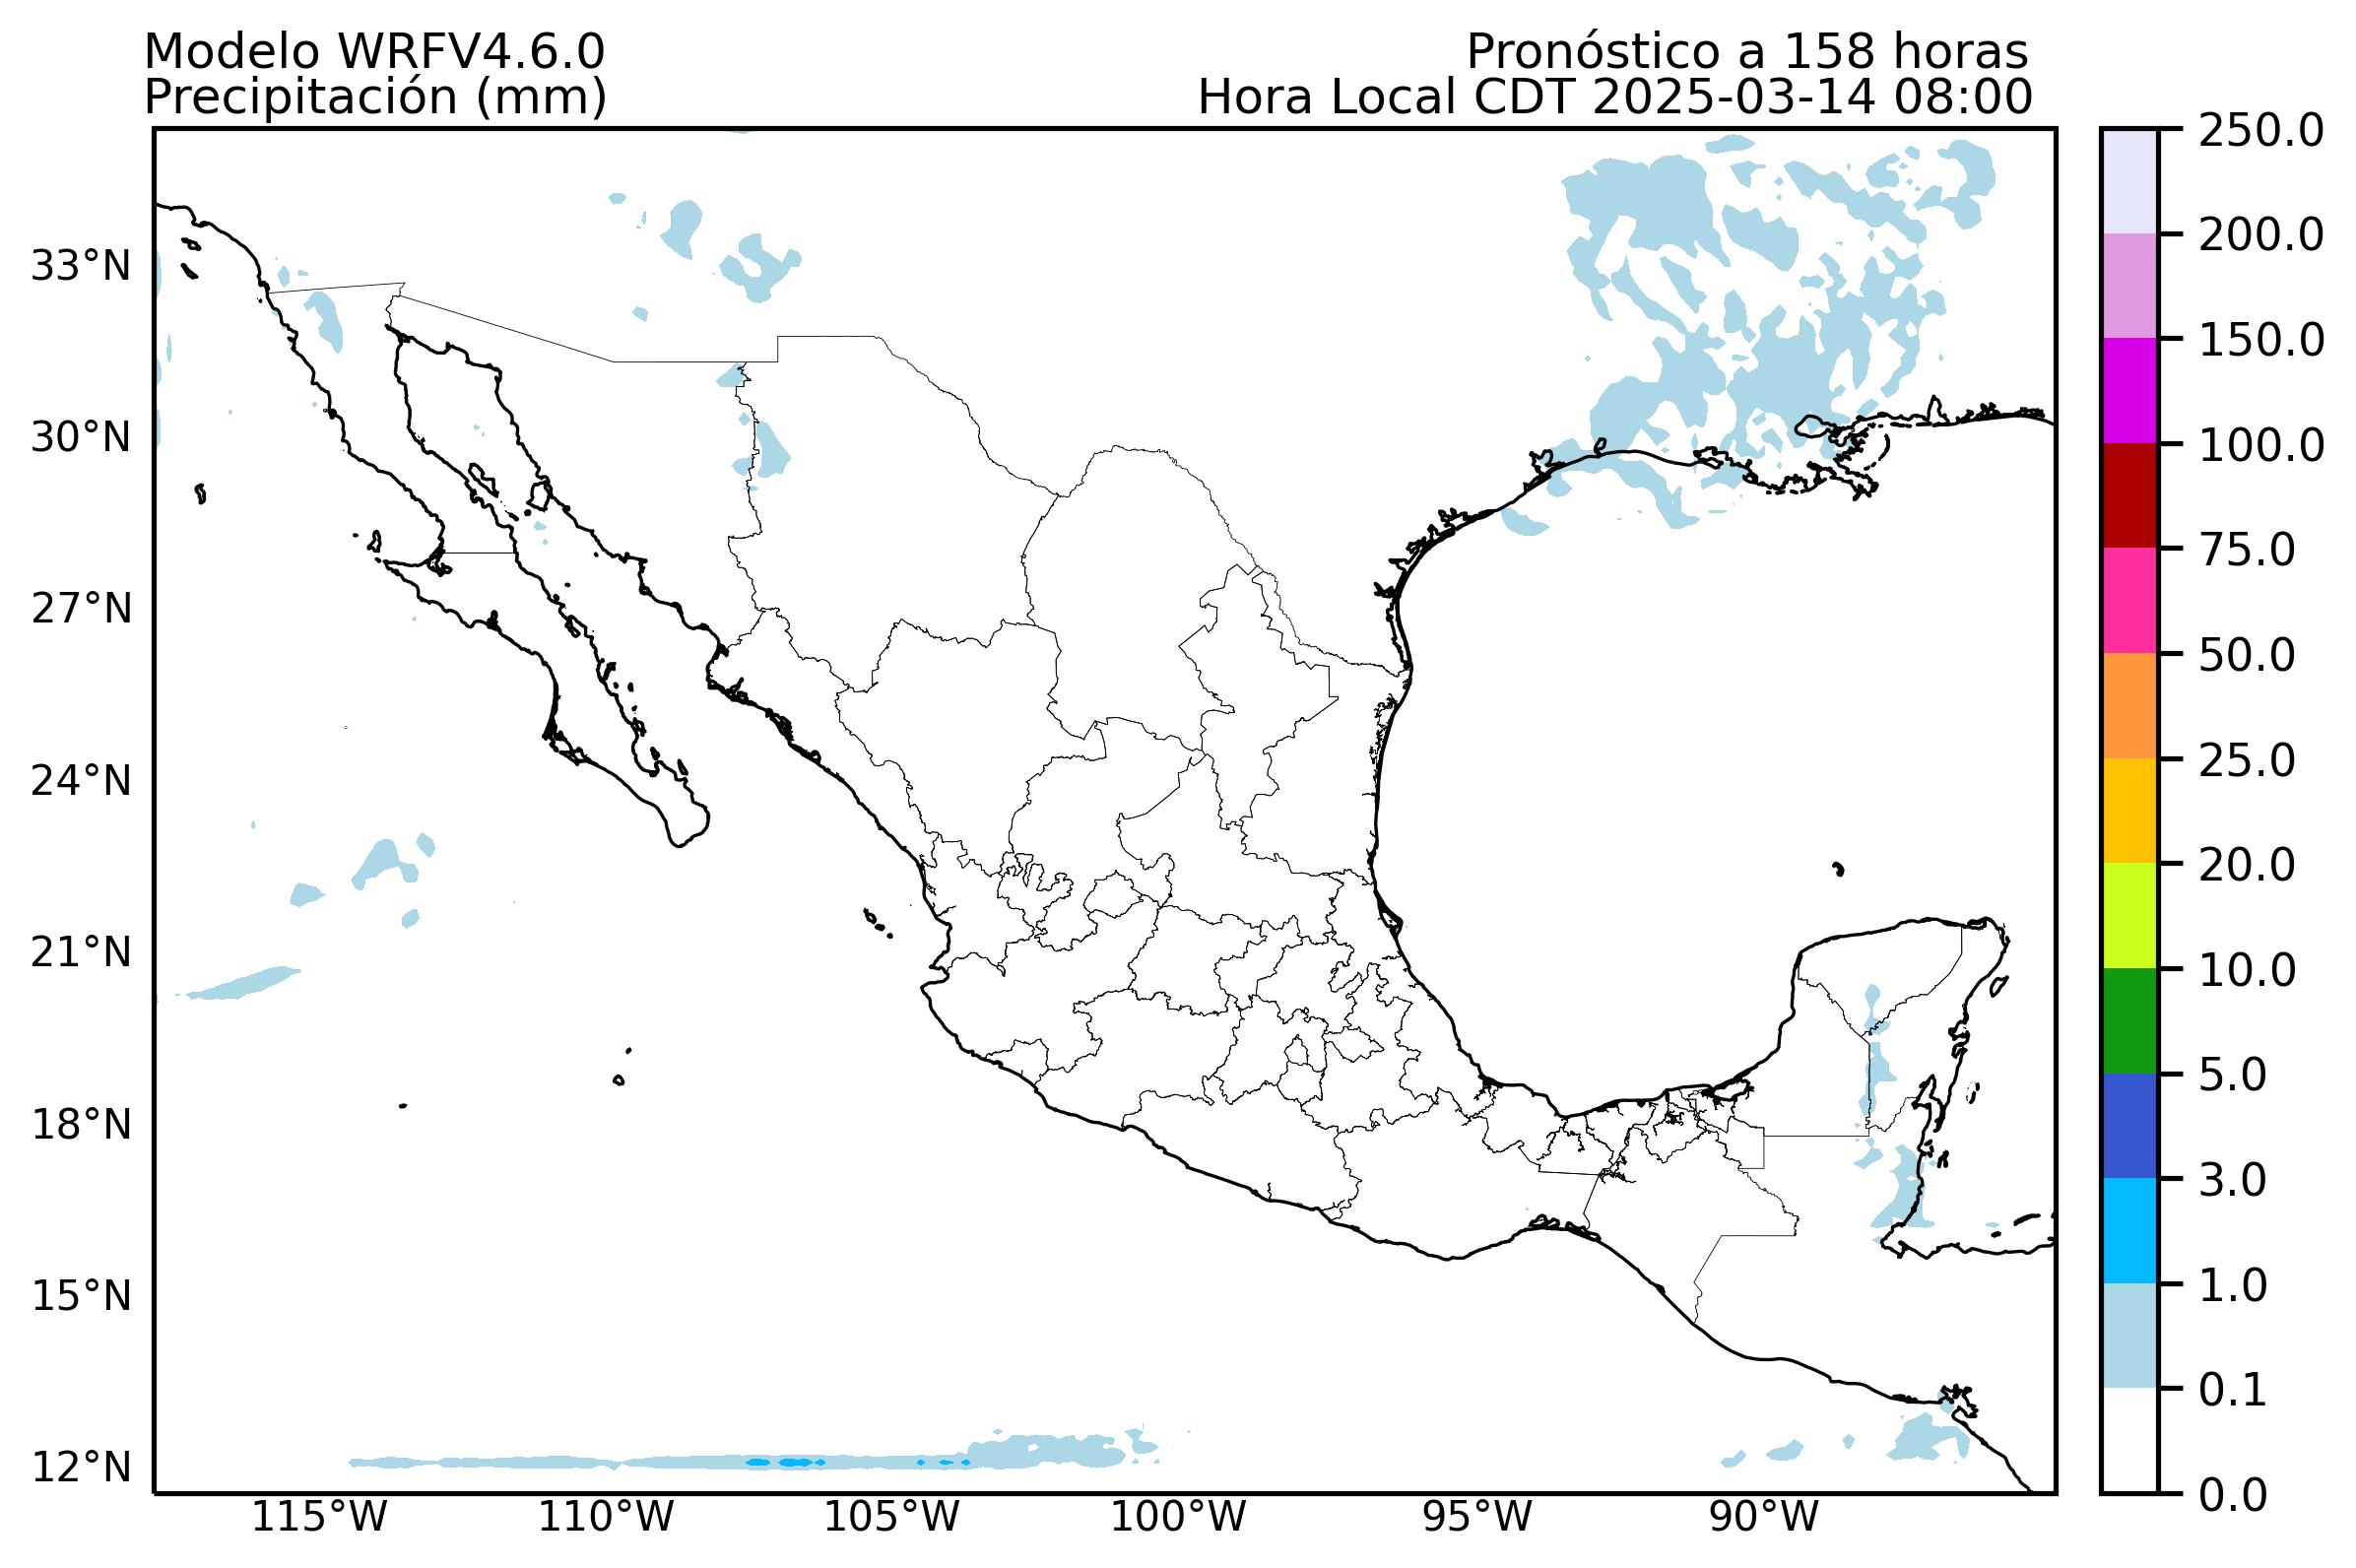 Modelo WRFV4.6.0
Precipitación (mm)
Pronóstico a 158 horas
Hora Local CDT 2025-03-14 08:00
33°N
30°N
27°N
24°N
21°N
18°N
15°N
12°N
115°W
110°W
105°W
100°W
95°W
90°W
250.0
200.0
150.0
100.0
75.0
50.0
25.0
20.0
10.0
5.0
3.0
1.0
0.1
0.0